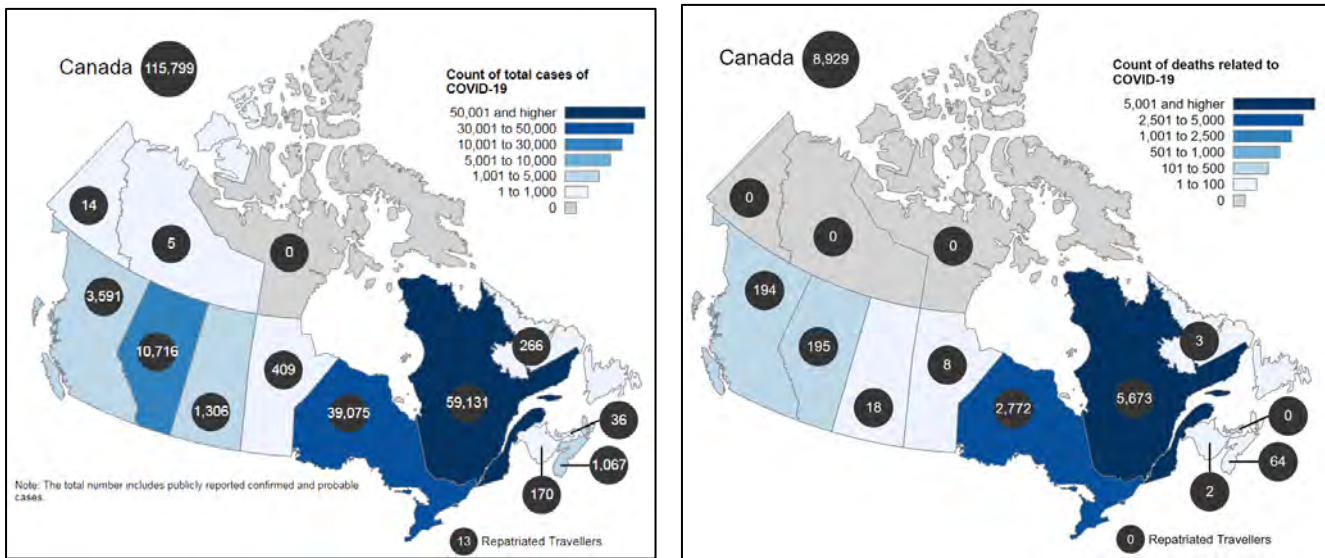 Canada
115,799
Count of total cases of
COVID-19
50,001 and higher
30,001 to 50,000
10,001 to 30,000
5,001 to 10,000
1,001 to 5,000
1 to 1,000
0
14
5
0
3,591
10,716
1,306
409
39,075
59,131
266
36
1,067
170
Note: The total number includes publicly reported confirmed and probable
cases.
13 Repatriated Travellers
Canada
8,929
Count of deaths related to
COVID-19
5,001 and higher
2,501 to 5,000
1,001 to 2,500
501 to 1,000
101 to 500
1 to 100
0
0
0
0
194
195
18
8
2,772
5,673
3
0
64
2
0 Repatriated Travellers